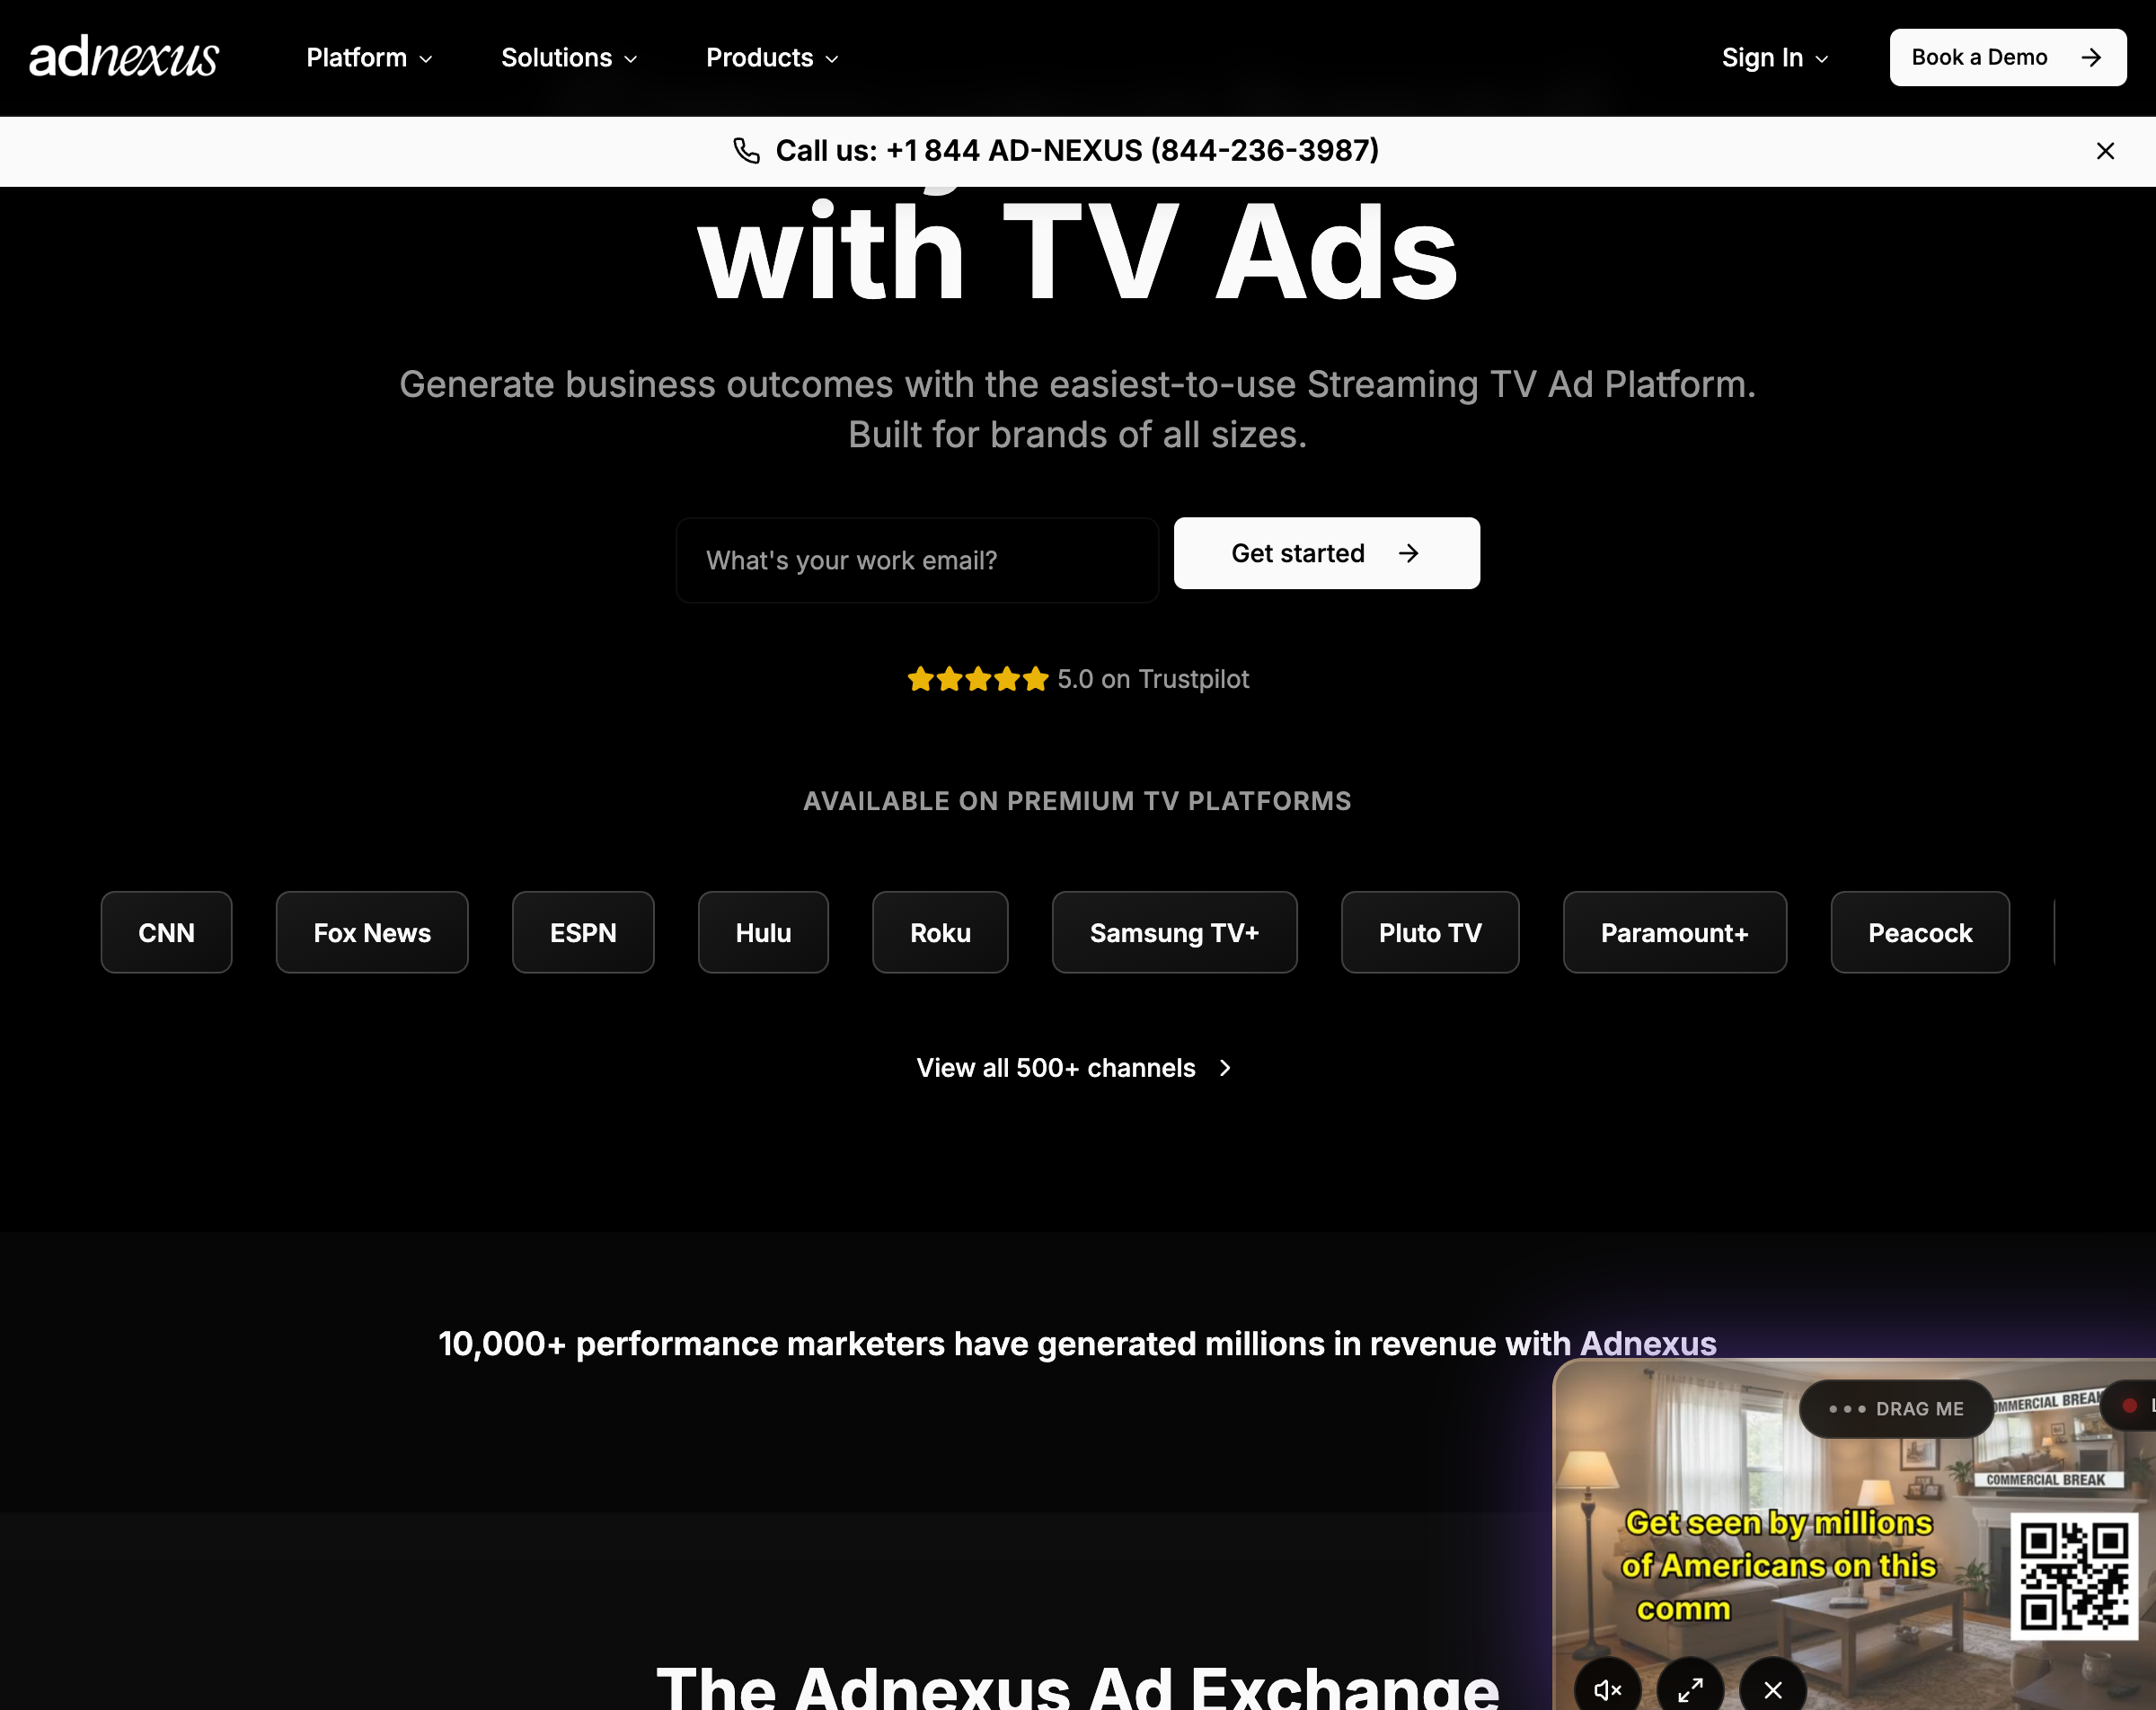 adnexus
Platform
Solutions
Products
Sign In
Book a Demo
Call us: +1 844 AD-NEXUS (844-236-3987)
with TV Ads
Generate business outcomes with the easiest-to-use Streaming TV Ad Platform.
Built for brands of all sizes.
What's your work email?
Get started
5.0 on Trustpilot
AVAILABLE ON PREMIUM TV PLATFORMS
CNN
Fox News
ESPN
Hulu
Roku
Samsung TV+
Pluto TV
Paramount+
Peacock
View all 500+ channels
10,000+ performance marketers have generated millions in revenue with Adnexus
DRAG ME
COMMERCIAL BREAK
Get seen by millions
of Americans on this
comm
The Adnexus Ad Exchange